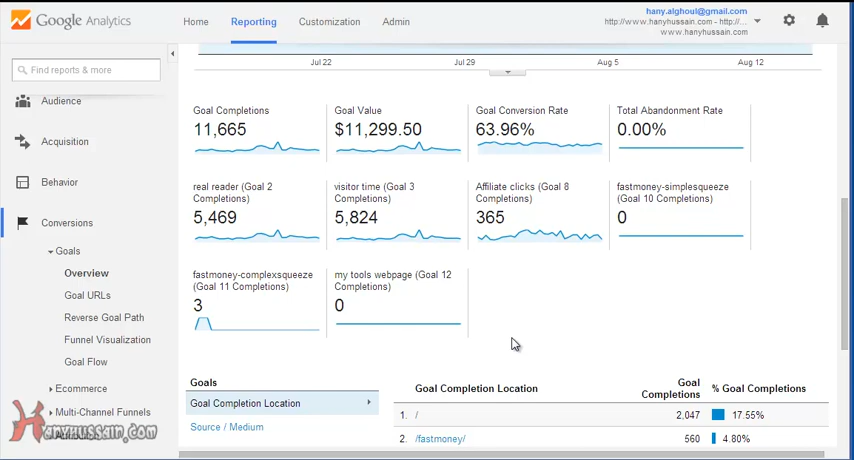 Google Analytics
Home Reporting Customization Admin
hany.alghoul@gmail.com
http://www.hanyhussain.com - http:/...
www.hanyhussain.com
Find reports & more
Jul 22 Jul 29 Aug 5 Aug 12
Audience
Acquisition
Behavior
Conversions
Goals
Overview
Goal URLs
Reverse Goal Path
Funnel Visualization
Goal Flow
Ecommerce
Multi-Channel Funnels
Attribution
Hanyhussain.com
Goal Completions
11,665
Goal Value
$11,299.50
Goal Conversion Rate
63.96%
Total Abandonment Rate
0.00%
real reader (Goal 2
Completions)
5,469
visitor time (Goal 3
Completions)
5,824
Affiliate clicks (Goal 8
Completions)
365
fastmoney-simplesqueeze
(Goal 10 Completions)
0
fastmoney-complexsqueeze
(Goal 11 Completions)
3
my tools webpage (Goal 12
Completions)
0
Goals
Goal Completion Location
Source / Medium
Goal Completion Location Goal Completions % Goal Completions
1. / 2,047 17.55%
2. /fastmoney/ 560 4.80%